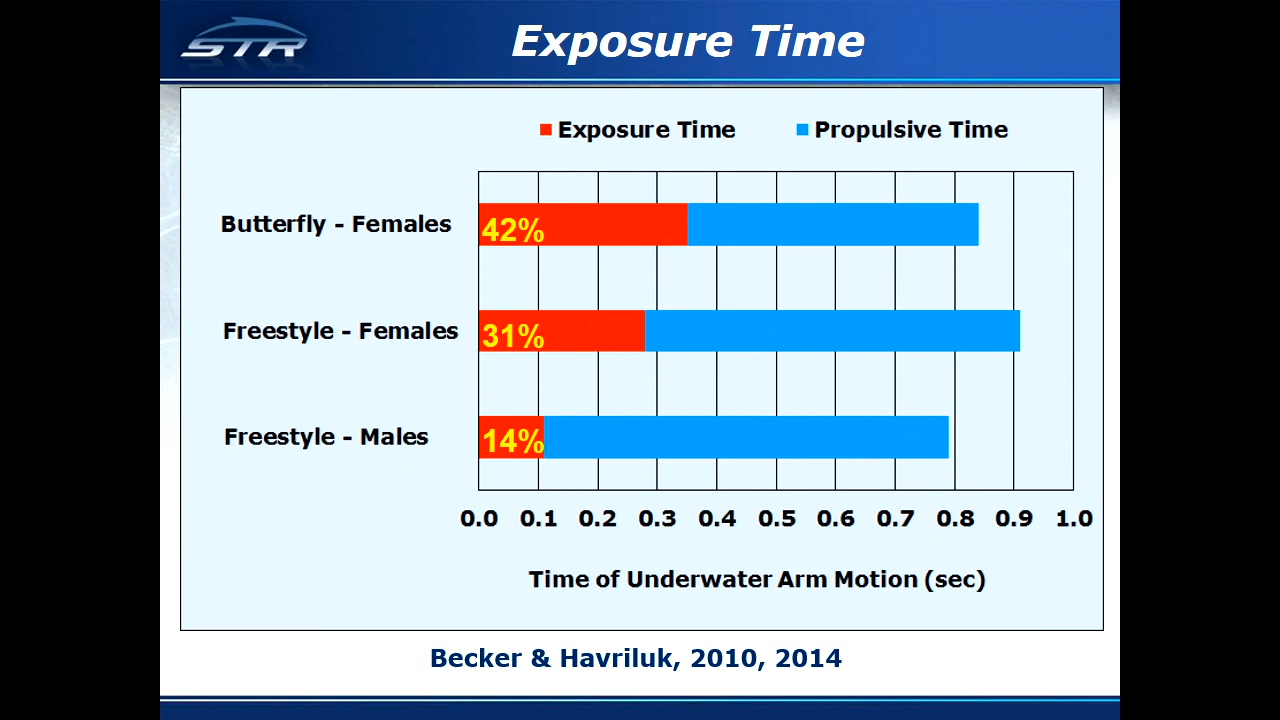 STR
Exposure Time
Exposure Time Propulsive Time
Butterfly - Females 42%
Freestyle - Females 31%
Freestyle - Males 14%
0.0 0.1 0.2 0.3 0.4 0.5 0.6 0.7 0.8 0.9 1.0
Time of Underwater Arm Motion (sec)
Becker & Havriluk, 2010, 2014